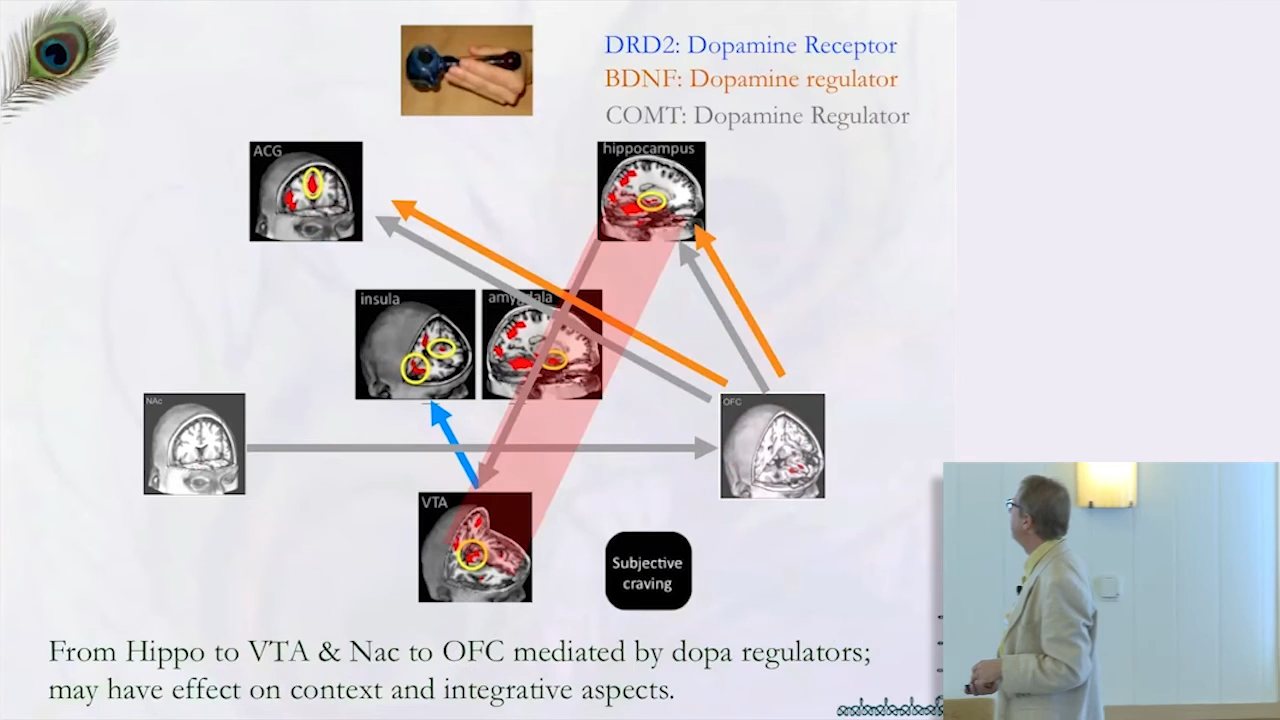 DRD2: Dopamine Receptor
BDNF: Dopamine regulator
COMT: Dopamine Regulator
ACG
hippocampus
insula
amygdala
NAc
OFC
VTA
Subjective
craving
From Hippo to VTA & Nac to OFC mediated by dopa regulators;
may have effect on context and integrative aspects.